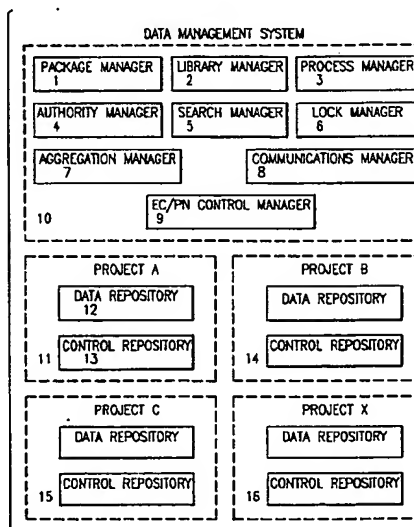 DATA MANAGEMENT SYSTEM
PACKAGE MANAGER LIBRARY MANAGER PROCESS MANAGER
1 2 3
AUTHORITY MANAGER SEARCH MANAGER LOCK MANAGER
4 5 6
AGGREGATION MANAGER COMMUNICATIONS MANAGER
7 8
EC/PN CONTROL MANAGER
10 9
PROJECT A PROJECT B
DATA REPOSITORY DATA REPOSITORY
12
CONTROL REPOSITORY CONTROL REPOSITORY
11 13 14
PROJECT C PROJECT X
DATA REPOSITORY DATA REPOSITORY
CONTROL REPOSITORY CONTROL REPOSITORY
15 16